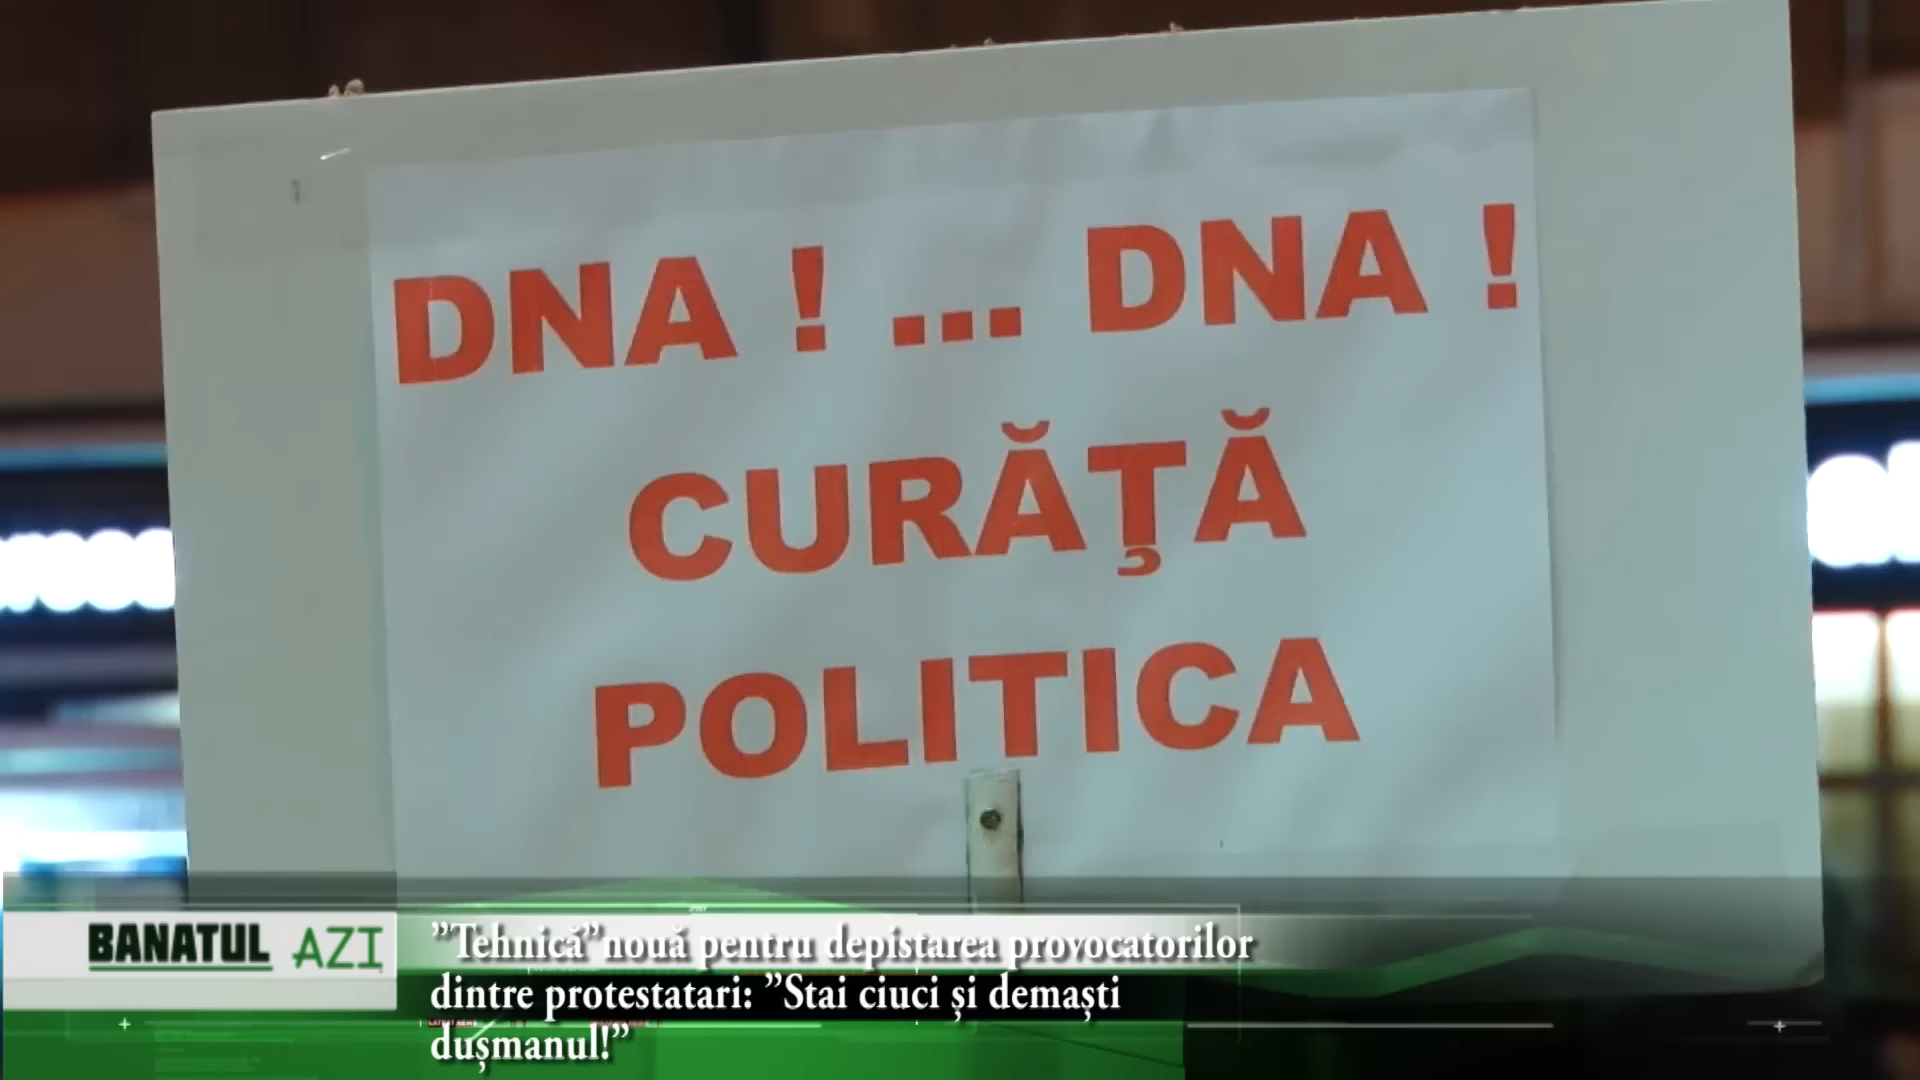 DNA ! ... DNA !
CURĂŢĂ
POLITICA
BANATUL AZI
”Tehnică”nouă pentru depistarea provocatorilor
dintre protestatari: ”Stai ciuci și demaști
dușmanul!”